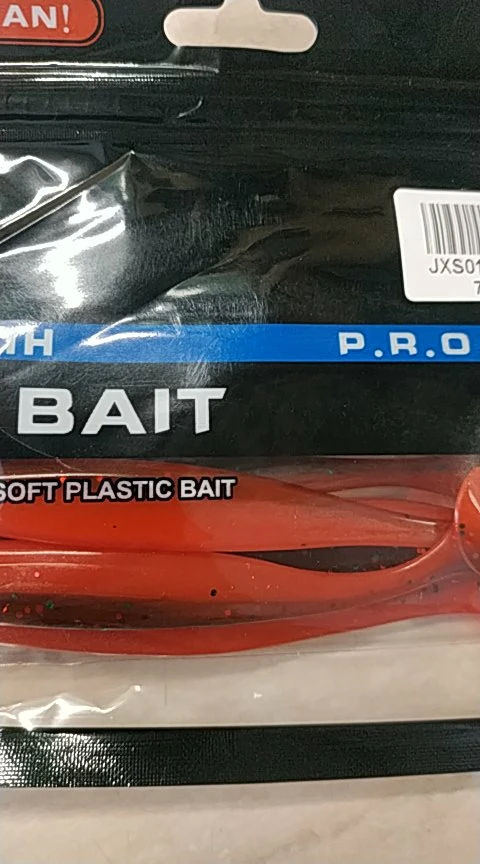 AN!
JXS01
7
TH P.R.O
BAIT
SOFT PLASTIC BAIT